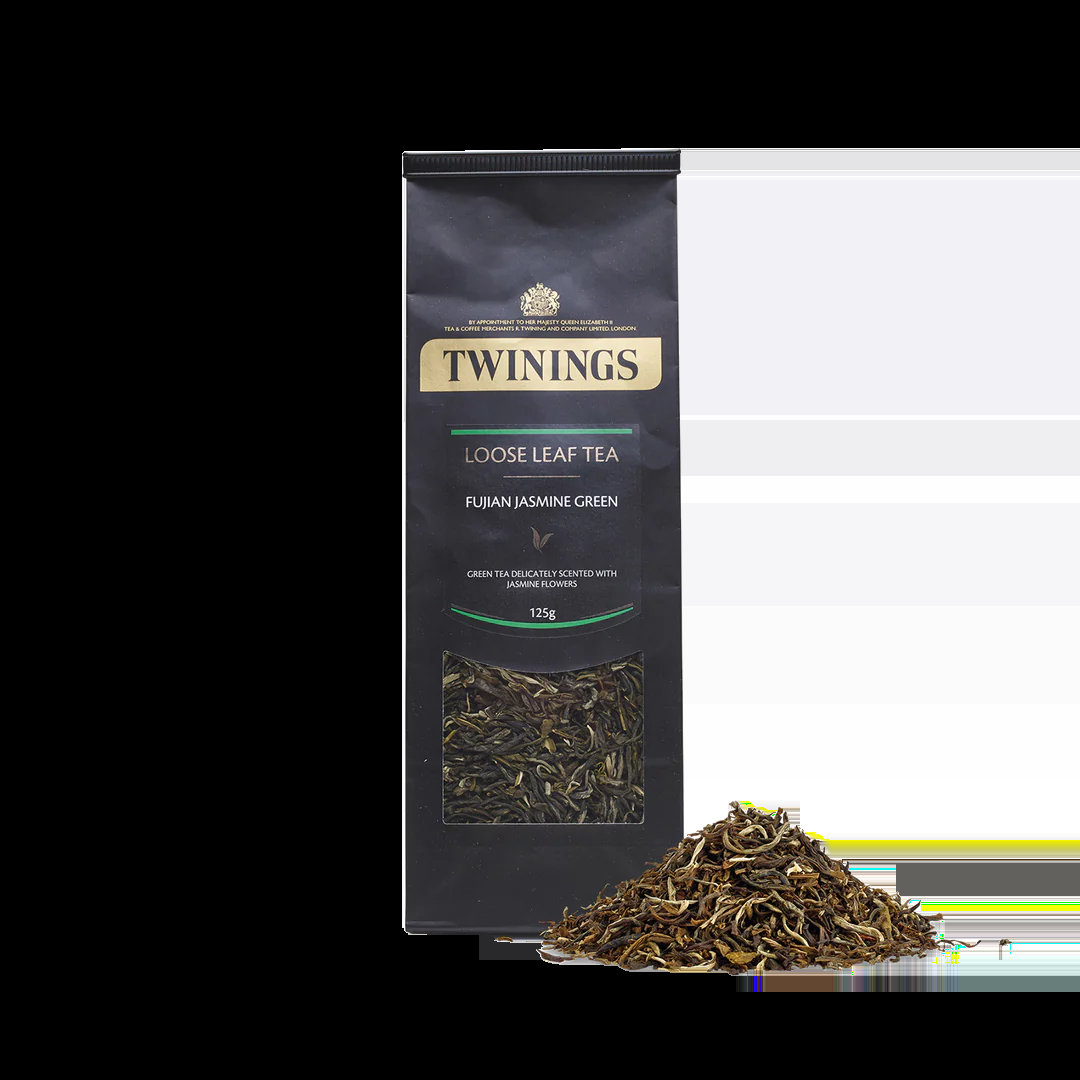 BY APPOINTMENT TO HER MAJESTY QUEEN ELIZABETH II
TEA & COFFEE MERCHANTS R. TWINING AND COMPANY LIMITED, LONDON
TWININGS
LOOSE LEAF TEA
FUJIAN JASMINE GREEN
GREEN TEA DELICATELY SCENTED WITH
JASMINE FLOWERS
125g